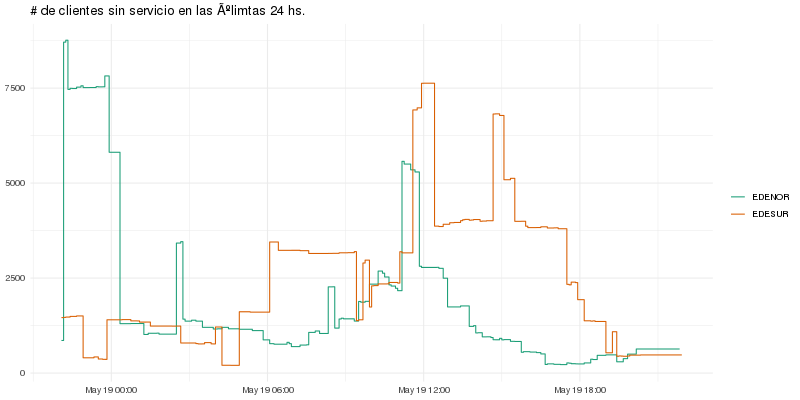 # de clientes sin servicio en las Ãºlimtas 24 hs.
7500
5000
2500
0
May 19 00:00
May 19 06:00
May 19 12:00
May 19 18:00
EDENOR
EDESUR